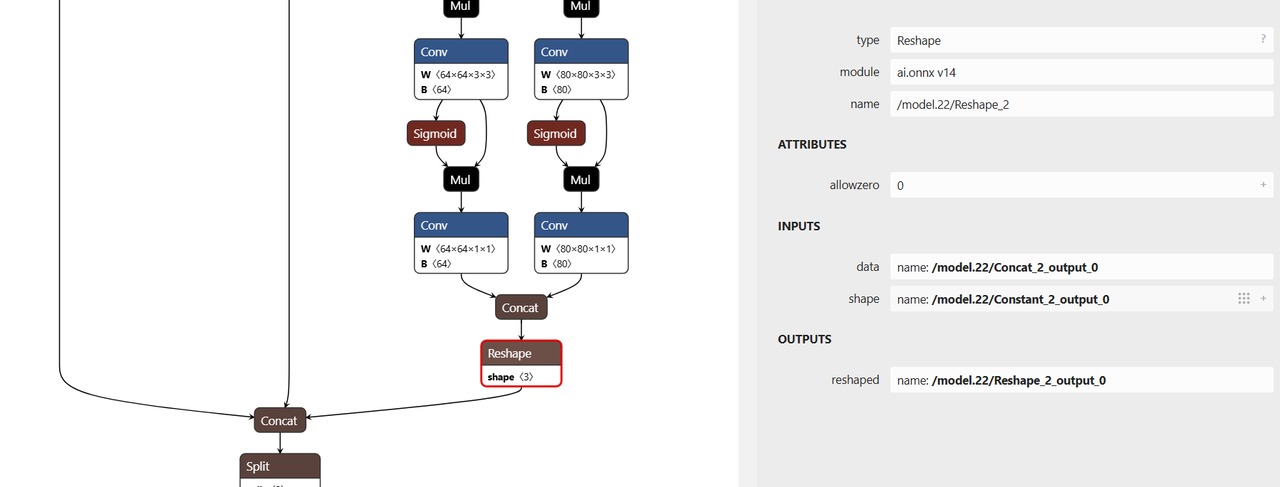 Mul
Mul
Conv
Conv
W ⟨64×64×3×3⟩
B ⟨64⟩
W ⟨80×80×3×3⟩
B ⟨80⟩
Sigmoid
Sigmoid
Mul
Mul
Conv
Conv
W ⟨64×64×1×1⟩
B ⟨64⟩
W ⟨80×80×1×1⟩
B ⟨80⟩
Concat
Reshape
shape ⟨3⟩
Concat
Split
type Reshape ?
module ai.onnx v14
name /model.22/Reshape_2
ATTRIBUTES
allowzero 0 +
INPUTS
data name: /model.22/Concat_2_output_0
shape name: /model.22/Constant_2_output_0 +
OUTPUTS
reshaped name: /model.22/Reshape_2_output_0